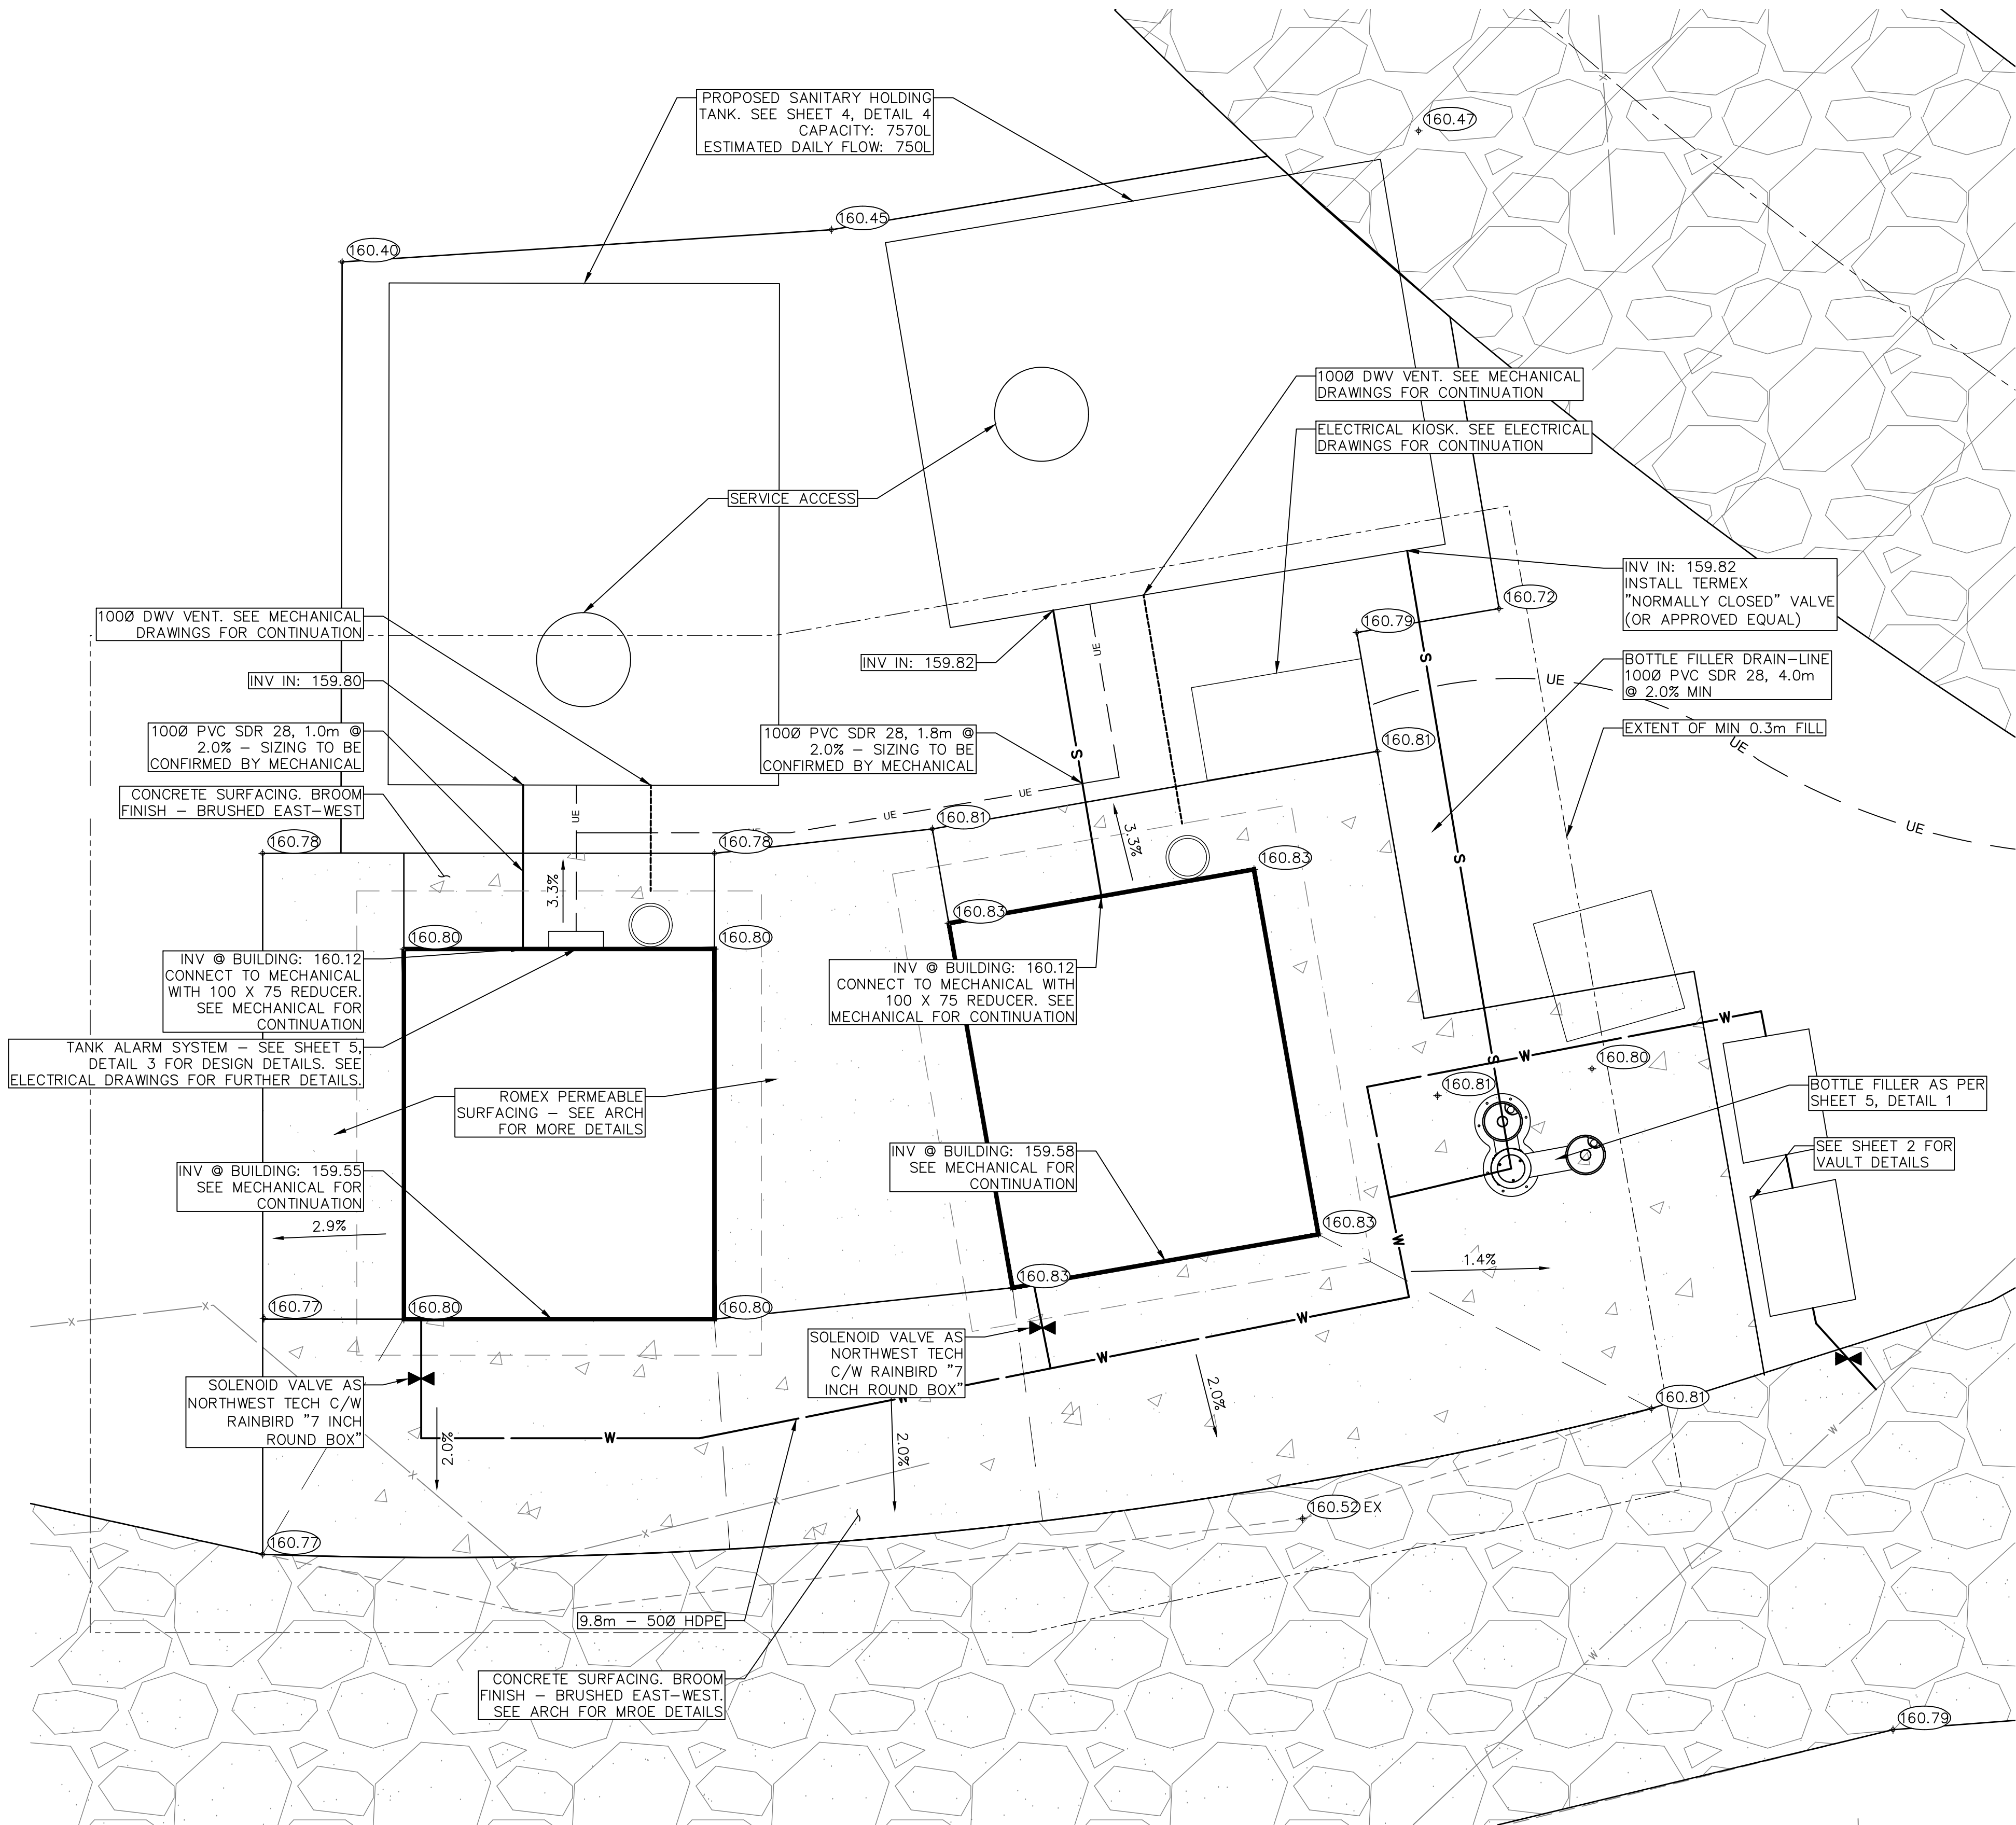 PROPOSED SANITARY HOLDING
TANK. SEE SHEET 4, DETAIL 4
CAPACITY: 7570L
ESTIMATED DAILY FLOW: 750L
160.47
X
160.45
160.40
100Ø DWV VENT. SEE MECHANICAL
DRAWINGS FOR CONTINUATION
ELECTRICAL KIOSK. SEE ELECTRICAL
DRAWINGS FOR CONTINUATION
SERVICE ACCESS
INV IN: 159.82
INSTALL TERMEX
"NORMALLY CLOSED" VALVE
(OR APPROVED EQUAL)
160.72
160.79
100Ø DWV VENT. SEE MECHANICAL
DRAWINGS FOR CONTINUATION
UE
S
INV IN: 159.82
BOTTLE FILLER DRAIN-LINE
100Ø PVC SDR 28, 4.0m
@ 2.0% MIN
INV IN: 159.80
UE
EXTENT OF MIN 0.3m FILL
160.81
UE
100Ø PVC SDR 28, 1.0m @
2.0% - SIZING TO BE
CONFIRMED BY MECHANICAL
100Ø PVC SDR 28, 1.8m @
2.0% - SIZING TO BE
CONFIRMED BY MECHANICAL
S
CONCRETE SURFACING. BROOM
FINISH - BRUSHED EAST-WEST
UE
UE
UE
UE
UE
160.81
3.3%
160.78
160.78
160.83
S
3.3%
160.83
160.80
160.80
INV @ BUILDING: 160.12
CONNECT TO MECHANICAL
WITH 100 X 75 REDUCER.
SEE MECHANICAL FOR
CONTINUATION
INV @ BUILDING: 160.12
CONNECT TO MECHANICAL WITH
100 X 75 REDUCER. SEE
MECHANICAL FOR CONTINUATION
W
TANK ALARM SYSTEM - SEE SHEET 5,
DETAIL 3 FOR DESIGN DETAILS. SEE
ELECTRICAL DRAWINGS FOR FURTHER DETAILS.
S
W
160.80
160.81
BOTTLE FILLER AS PER
SHEET 5, DETAIL 1
ROMEX PERMEABLE
SURFACING - SEE ARCH
FOR MORE DETAILS
SEE SHEET 2 FOR
VAULT DETAILS
INV @ BUILDING: 159.58
SEE MECHANICAL FOR
CONTINUATION
INV @ BUILDING: 159.55
SEE MECHANICAL FOR
CONTINUATION
2.9%
160.83
W
1.4%
160.83
160.77
160.80
160.80
X
X
W
SOLENOID VALVE AS
NORTHWEST TECH
C/W RAINBIRD "7
INCH ROUND BOX"
W
SOLENOID VALVE AS
NORTHWEST TECH C/W
RAINBIRD "7 INCH
ROUND BOX"
W
2.0%
160.81
W
W
2.0%
2.0%
X
X
X
X
160.52 EX
160.77
9.8m - 50Ø HDPE
W
CONCRETE SURFACING. BROOM
FINISH - BRUSHED EAST-WEST.
SEE ARCH FOR MROE DETAILS
160.79